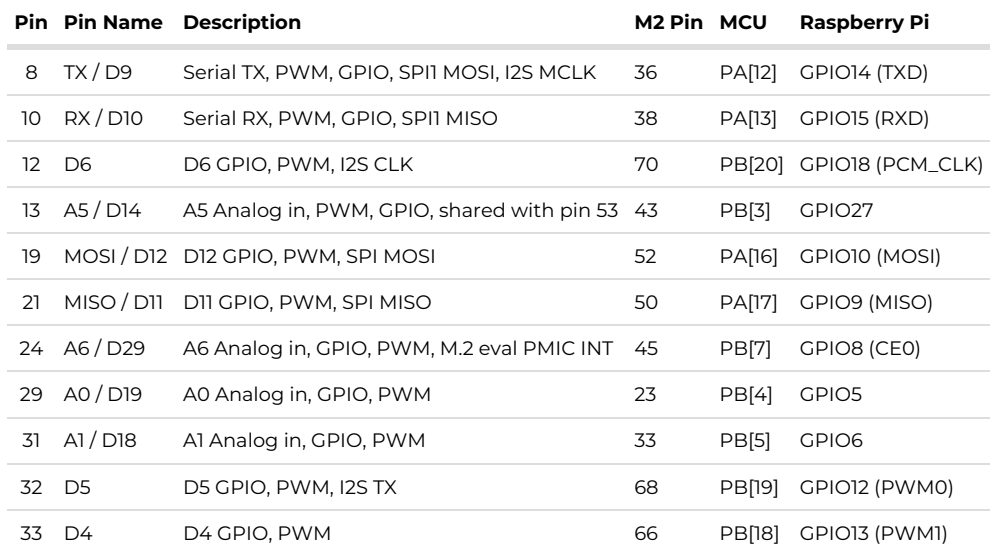 Pin Pin Name Description M2 Pin MCU Raspberry Pi
8 TX / D9 Serial TX, PWM, GPIO, SPI1 MOSI, I2S MCLK 36 PA[12] GPIO14 (TXD)
10 RX / D10 Serial RX, PWM, GPIO, SPI1 MISO 38 PA[13] GPIO15 (RXD)
12 D6 D6 GPIO, PWM, I2S CLK 70 PB[20] GPIO18 (PCM_CLK)
13 A5 / D14 A5 Analog in, PWM, GPIO, shared with pin 53 43 PB[3] GPIO27
19 MOSI / D12 D12 GPIO, PWM, SPI MOSI 52 PA[16] GPIO10 (MOSI)
21 MISO / D11 D11 GPIO, PWM, SPI MISO 50 PA[17] GPIO9 (MISO)
24 A6 / D29 A6 Analog in, GPIO, PWM, M.2 eval PMIC INT 45 PB[7] GPIO8 (CE0)
29 A0 / D19 A0 Analog in, GPIO, PWM 23 PB[4] GPIO5
31 A1 / D18 A1 Analog in, GPIO, PWM 33 PB[5] GPIO6
32 D5 D5 GPIO, PWM, I2S TX 68 PB[19] GPIO12 (PWM0)
33 D4 D4 GPIO, PWM 66 PB[18] GPIO13 (PWM1)